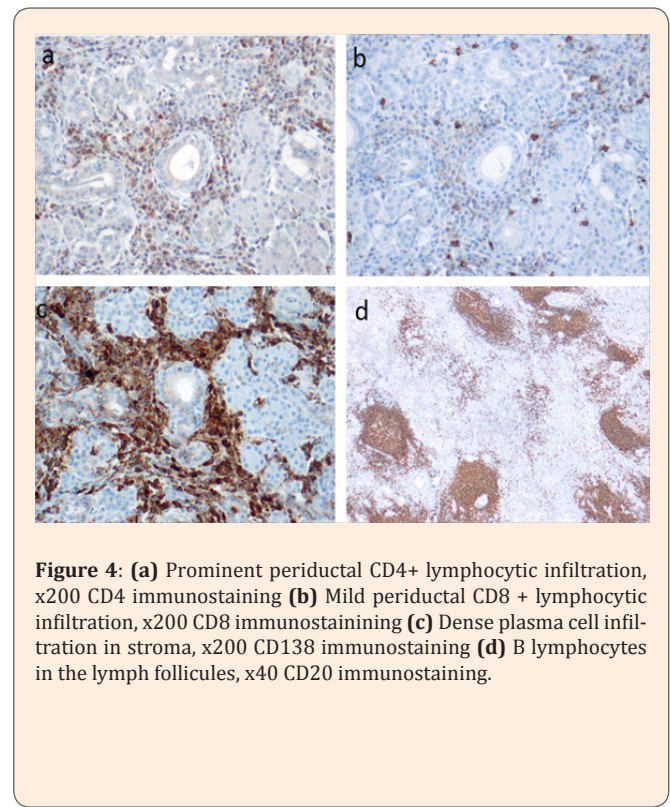 a
b
c
d
Figure 4: (a) Prominent periductal CD4+ lymphocytic infiltration,
x200 CD4 immunostaining (b) Mild periductal CD8 + lymphocytic
infiltration, x200 CD8 immunostainining (c) Dense plasma cell infil-
tration in stroma, x200 CD138 immunostaining (d) B lymphocytes
in the lymph follicules, x40 CD20 immunostaining.